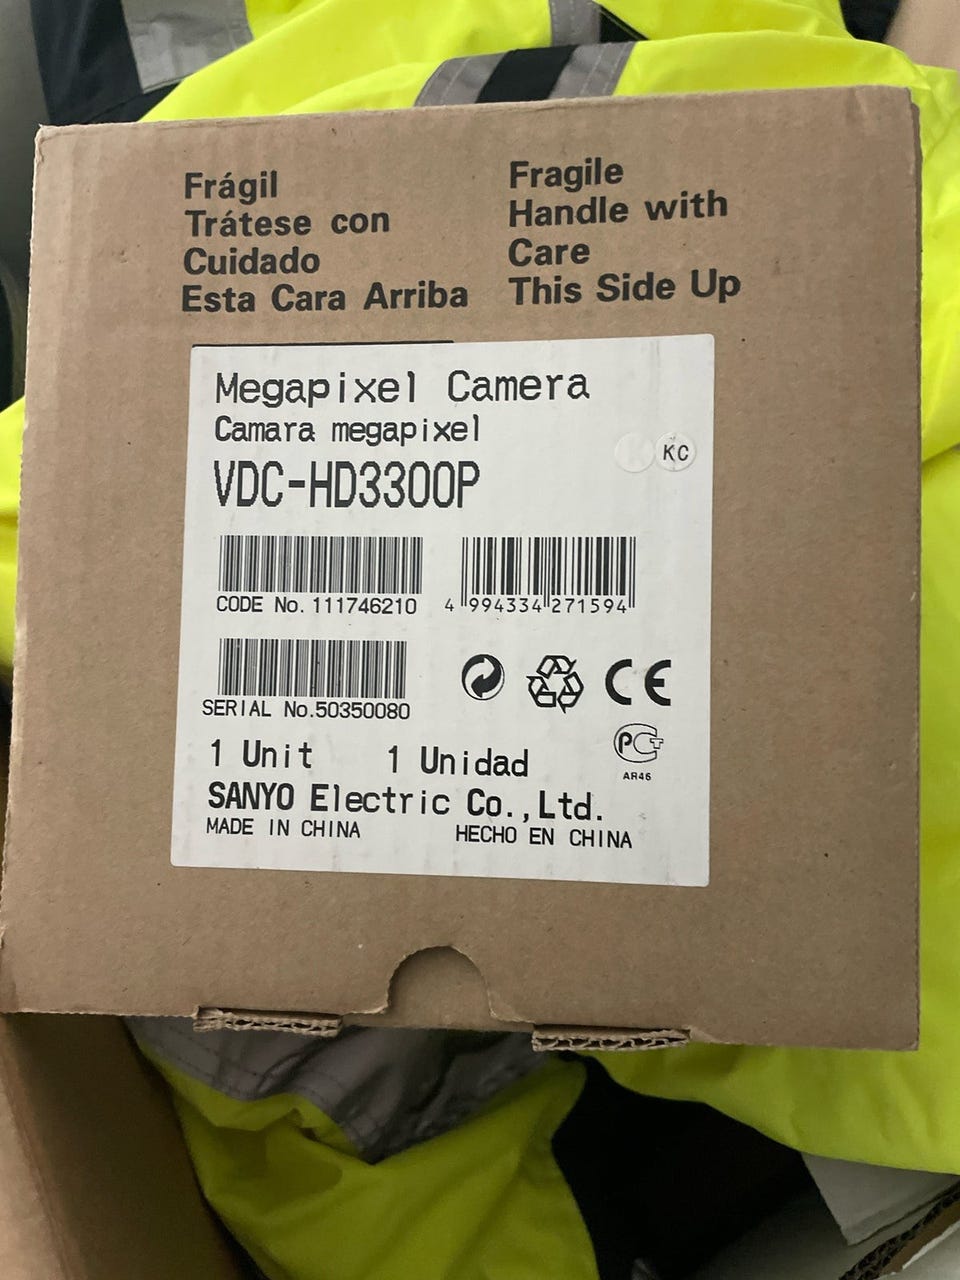 Frágil
Trátese con
Cuidado
Esta Cara Arriba
Fragile
Handle with
Care
This Side Up
Megapixel Camera
Camara megapixel
KC
VDC-HD3300P
CODE No. 111746210
4 994334 271594
SERIAL No.50350080
CE
PCT
AR46
1 Unit 1 Unidad
SANYO Electric Co.,Ltd.
MADE IN CHINA HECHO EN CHINA